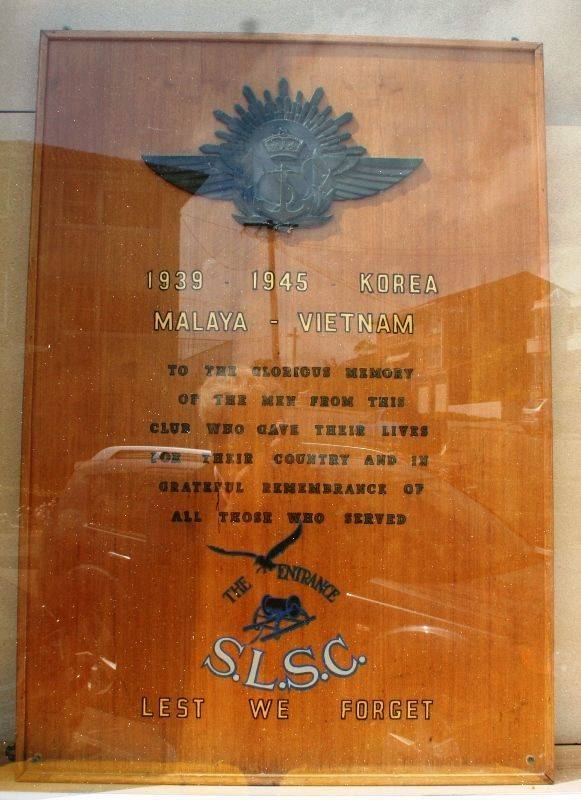 1939 - 1945 - KOREA
MALAYA - VIETNAM
TO THE GLORIOUS MEMORY
OF THE MEN FROM THIS
CLUB WHO GAVE THEIR LIVES
FOR THEIR COUNTRY AND IN
GRATEFUL REMEMBRANCE OF
ALL THOSE WHO SERVED
THE ENTRANCE
S.L.S.C.
LEST WE FORGET